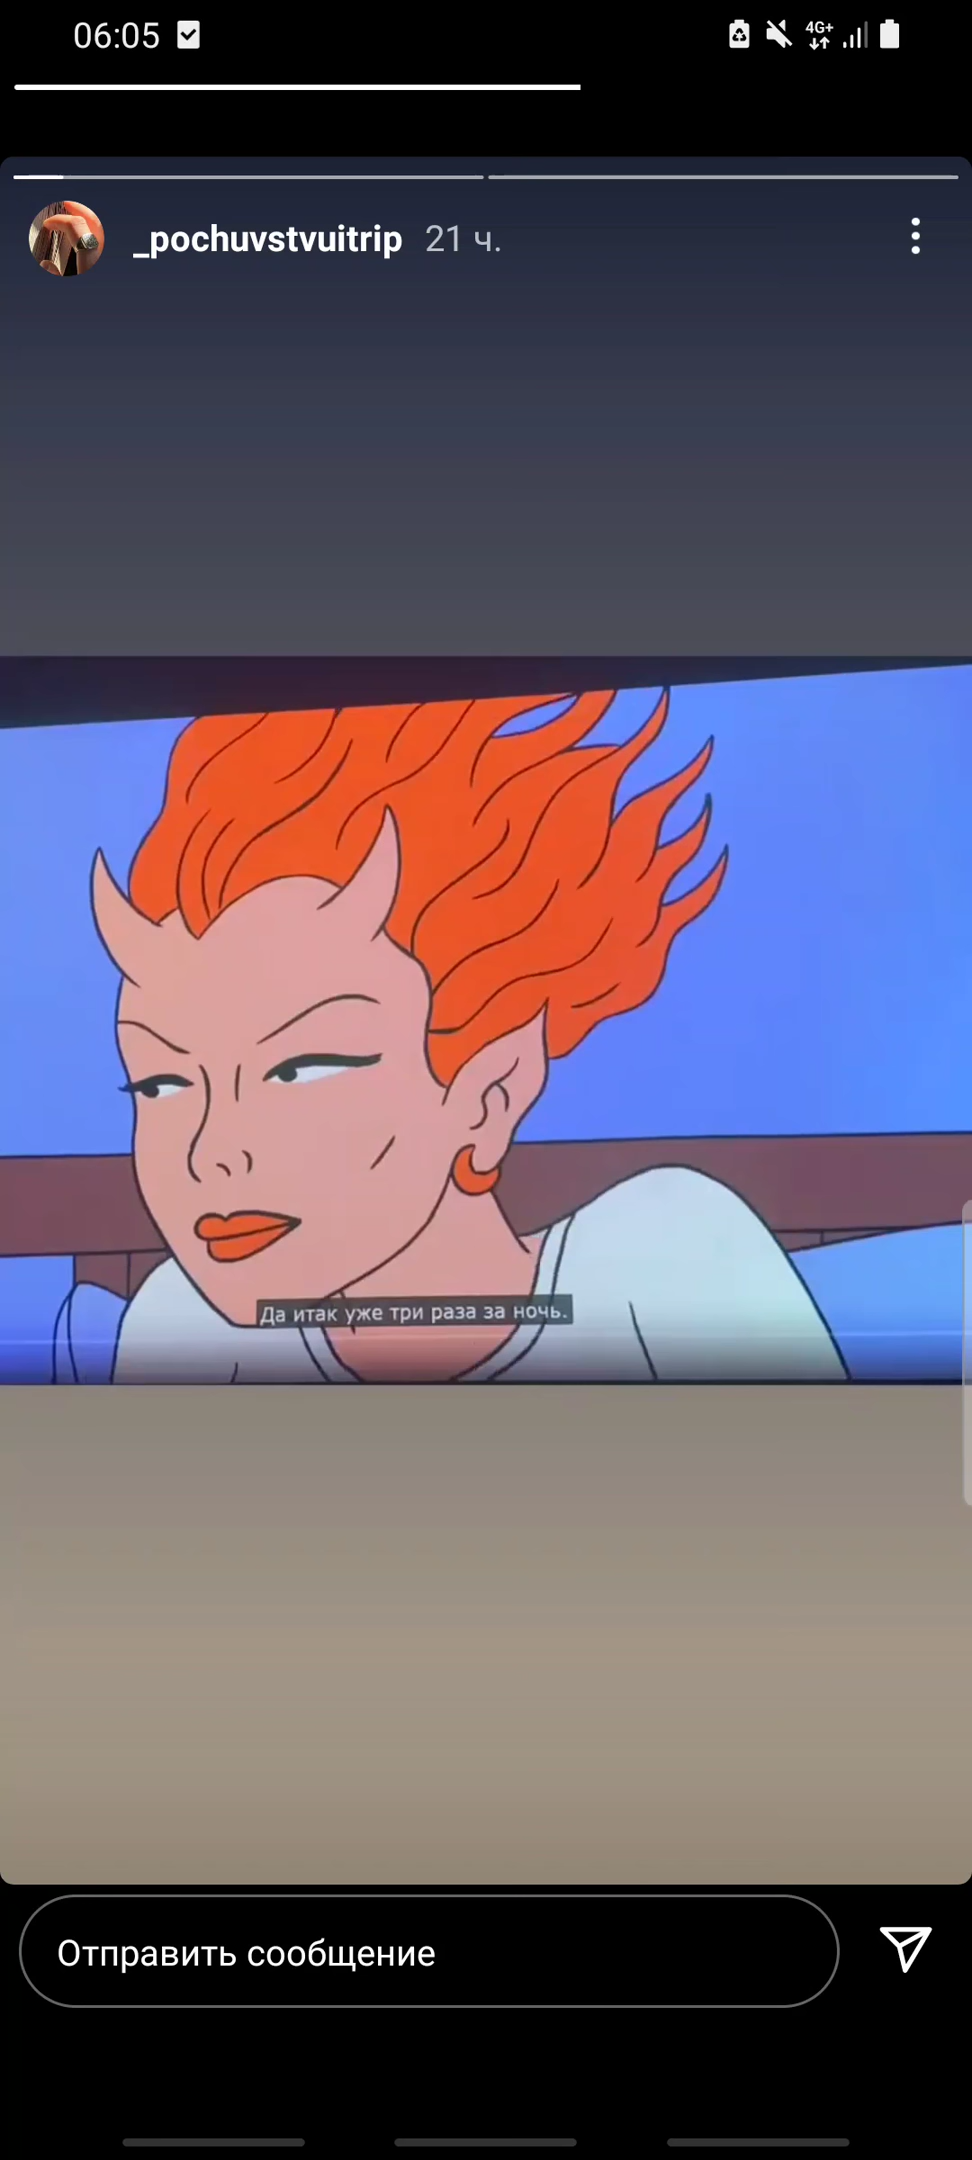 06:05
4G+
_pochuvstvuitrip 21 ч.
Да итак уже три раза за ночь.
Отправить сообщение